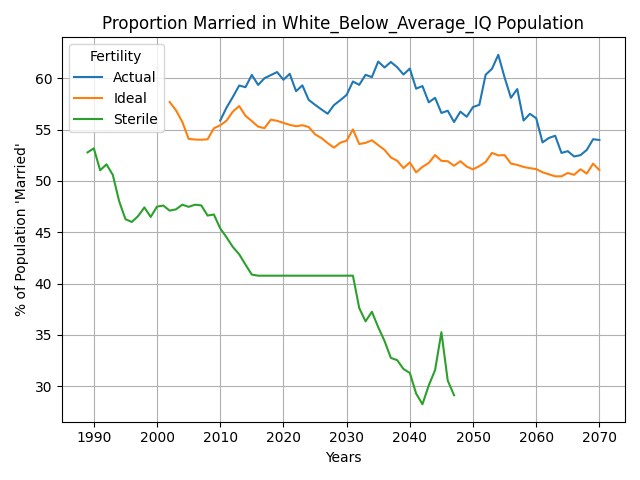 Proportion Married in White_Below_Average_IQ Population
Fertility
Actual
Ideal
Sterile
% of Population 'Married'
60
55
50
45
40
35
30
1990 2000 2010 2020 2030 2040 2050 2060 2070
Years